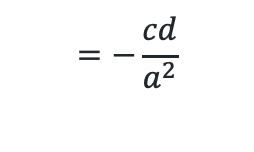 = − cd/a²